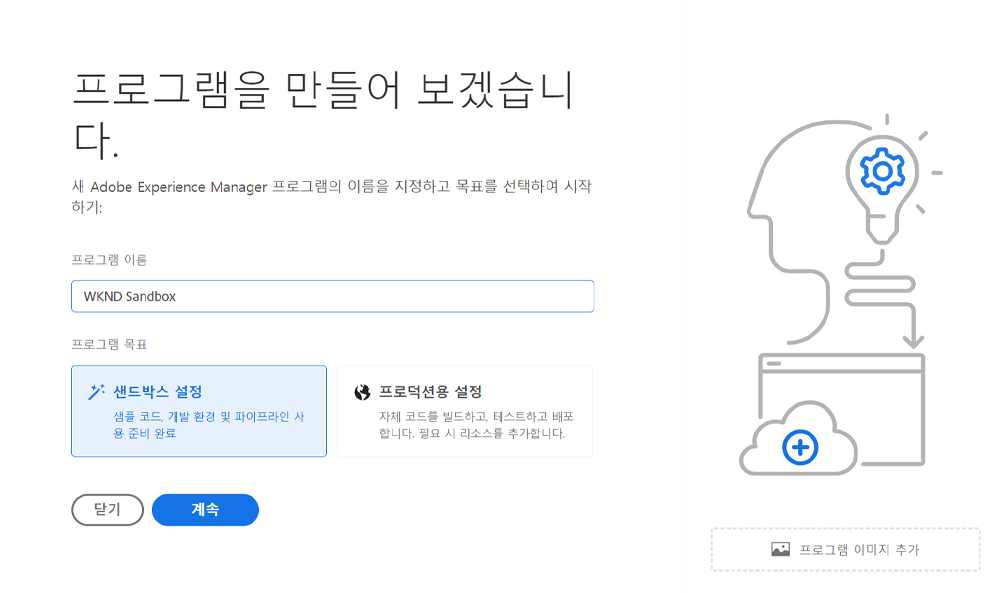 프로그램을 만들어 보겠습니
다.
새 Adobe Experience Manager 프로그램의 이름을 지정하고 목표를 선택하여 시작
하기:
프로그램 이름
WKND Sandbox
프로그램 목표
샌드박스 설정
샘플 코드, 개발 환경 및 파이프라인 사
용 준비 완료
프로덕션용 설정
자체 코드를 빌드하고, 테스트하고 배포
합니다. 필요 시 리소스를 추가합니다.
닫기
계속
프로그램 이미지 추가